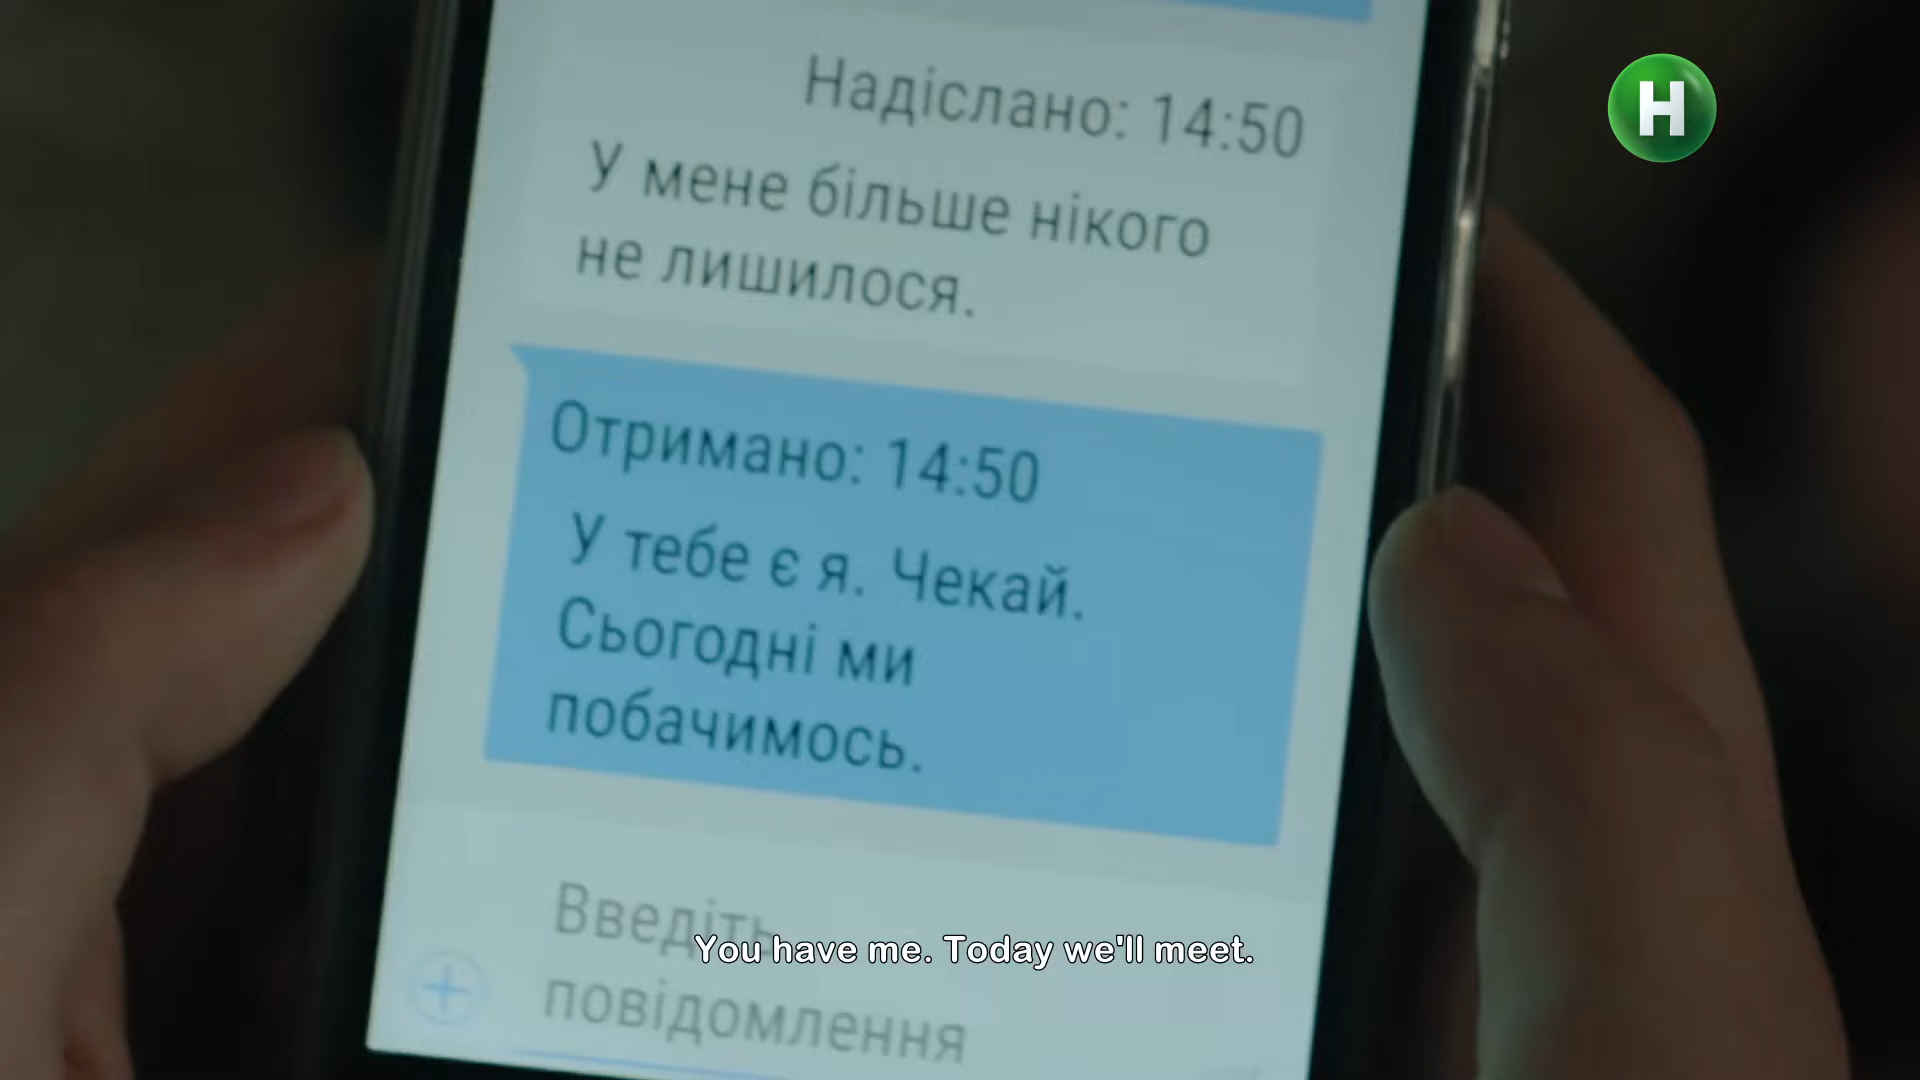 Н
Надіслано: 14:50
У мене більше нікого
не лишилося.
Отримано: 14:50
У тебе є я. Чекай.
Сьогодні ми
побачимось.
Введіть
повідомлення
You have me. Today we'll meet.